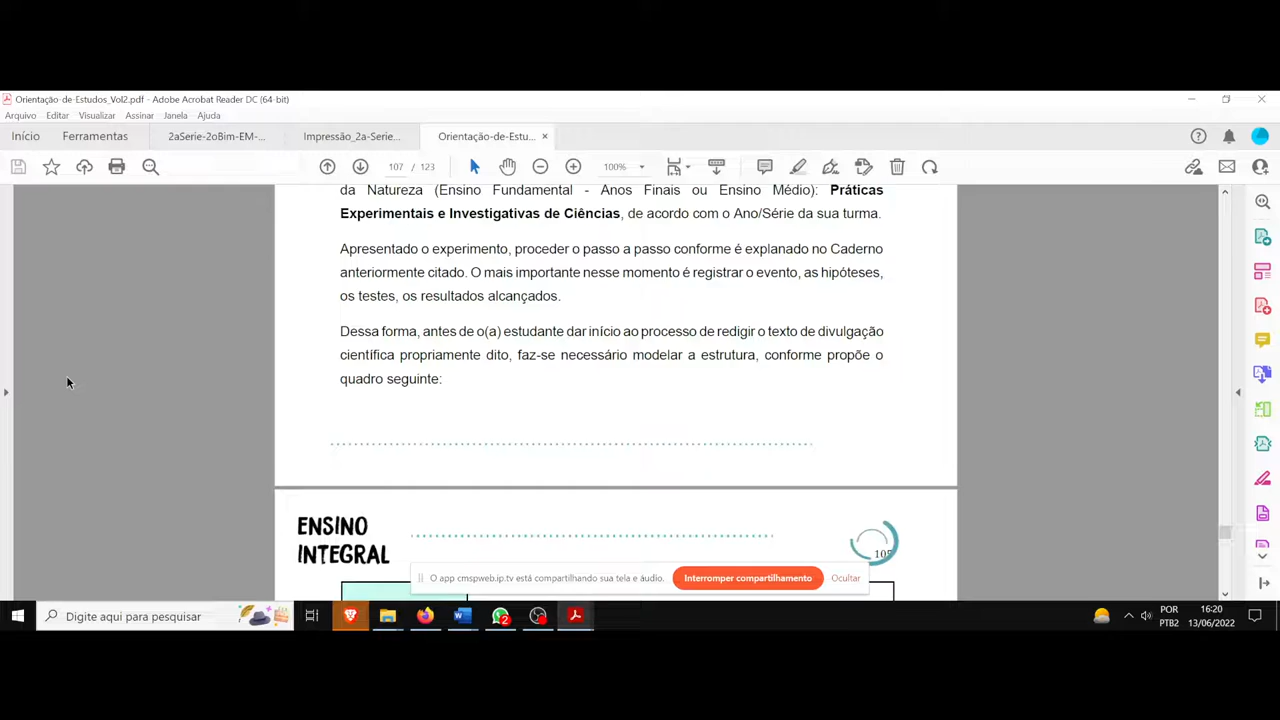 Orientação-de-Estudos_Vol2.pdf - Adobe Acrobat Reader DC (64-bit)
Arquivo Editar Visualizar Assinar Janela Ajuda
Início Ferramentas 2aSerie-2oBim-EM-... Impressão_2a-Serie... Orientação-de-Estu... ×
107 / 123 100%
da Natureza (Ensino Fundamental - Anos Finais ou Ensino Médio): Práticas
Experimentais e Investigativas de Ciências, de acordo com o Ano/Série da sua turma.
Apresentado o experimento, proceder o passo a passo conforme é explanado no Caderno
anteriormente citado. O mais importante nesse momento é registrar o evento, as hipóteses,
os testes, os resultados alcançados.
Dessa forma, antes de o(a) estudante dar início ao processo de redigir o texto de divulgação
científica propriamente dito, faz-se necessário modelar a estrutura, conforme propõe o
quadro seguinte:
ENSINO
INTEGRAL
105
O app cmspweb.ip.tv está compartilhando sua tela e áudio. Interromper compartilhamento Ocultar
Digite aqui para pesquisar
2
POR
PTB2
16:20
13/06/2022